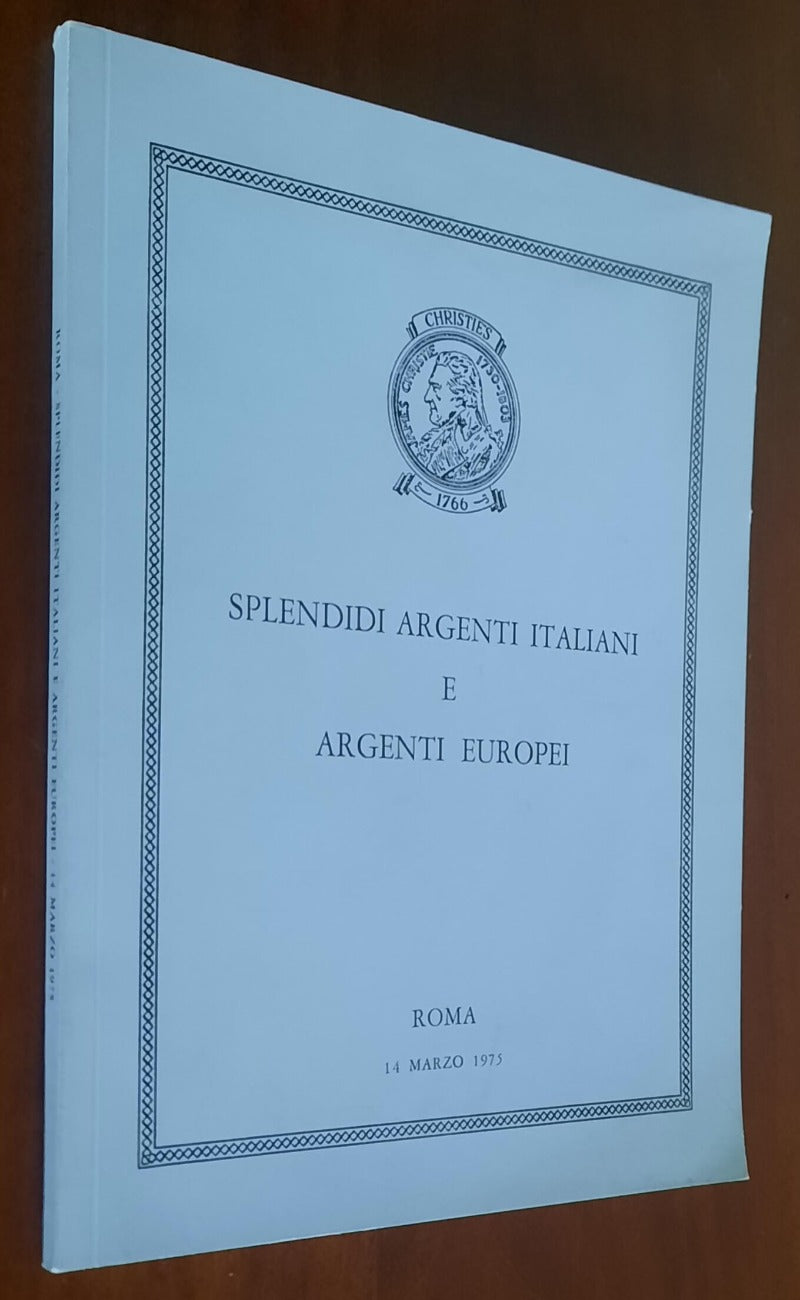 CHRISTIES
JAMES CHRISTIE 1730-1803
1766
SPLENDIDI ARGENTI ITALIANI
E
ARGENTI EUROPEI
ROMA
14 MARZO 1975
ROMA - SPLENDIDI ARGENTI ITALIANI E ARGENTI EUROPEI - 14 MARZO 1975